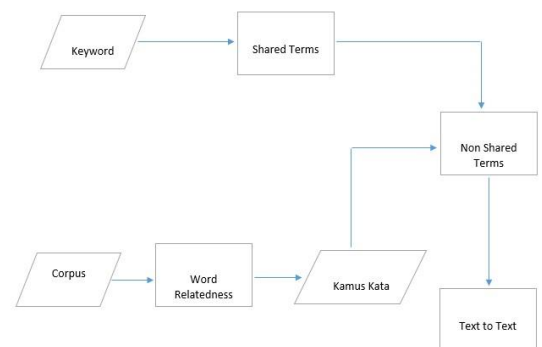 Keyword
Shared Terms
Non Shared
Terms
Corpus
Word
Relatedness
Kamus Kata
Text to Text